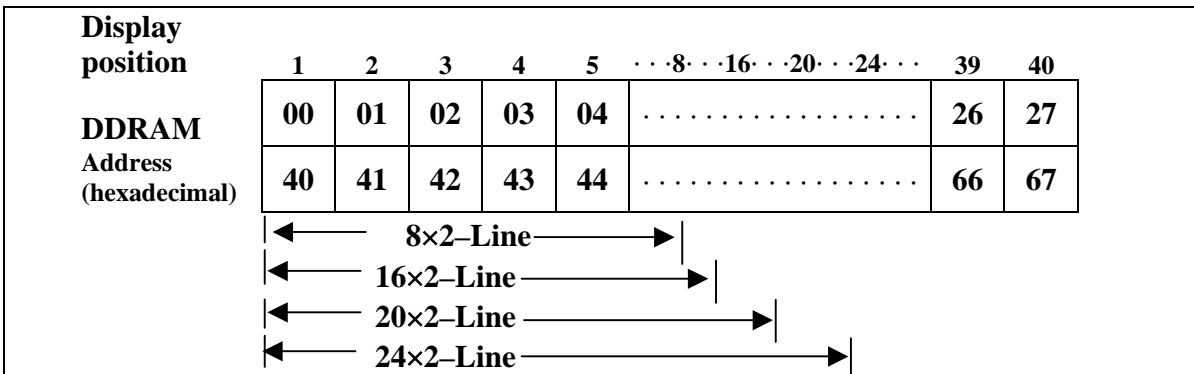 Display
position 1 2 3 4 5 · · ·8· · ·16· · ·20· · ·24· · · 39 40
DDRAM 00 01 02 03 04 . . . . . . . . . . . . . . . . . . 26 27
Address
(hexadecimal) 40 41 42 43 44 . . . . . . . . . . . . . . . . . . 66 67
8×2–Line
16×2–Line
20×2–Line
24×2–Line